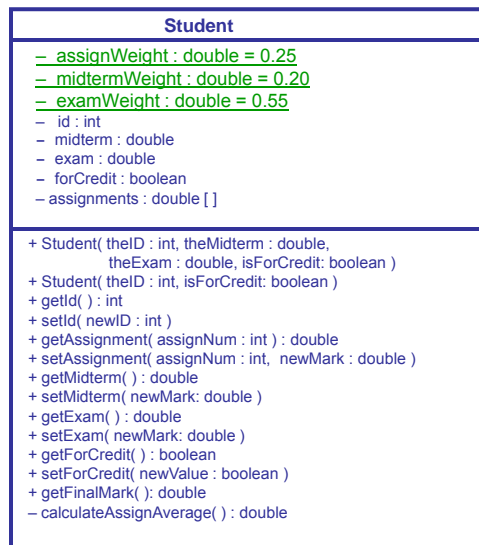 Student
– assignWeight : double = 0.25
– midtermWeight : double = 0.20
– examWeight : double = 0.55
– id : int
– midterm : double
– exam : double
– forCredit : boolean
– assignments : double [ ]
+ Student( theID : int, theMidterm : double,
theExam : double, isForCredit: boolean )
+ Student( theID : int, isForCredit: boolean )
+ getId( ) : int
+ setId( newID : int )
+ getAssignment( assignNum : int ) : double
+ setAssignment( assignNum : int, newMark : double )
+ getMidterm( ) : double
+ setMidterm( newMark: double )
+ getExam( ) : double
+ setExam( newMark: double )
+ getForCredit( ) : boolean
+ setForCredit( newValue : boolean )
+ getFinalMark( ): double
– calculateAssignAverage( ) : double